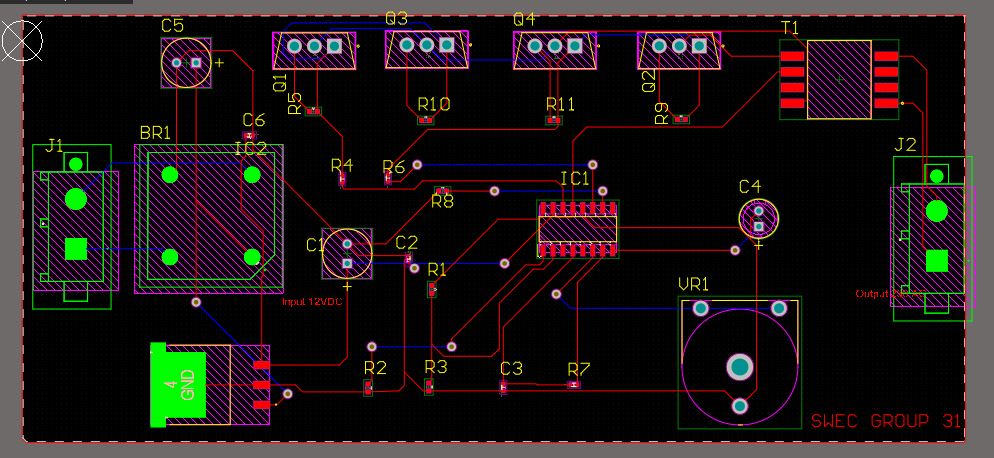 C5
Q3
Q4
T1
Q1
Q2
R5
R10
R11
R9
C6
BR1
IC2
J1
J2
R4
R6
IC1
R8
C4
C1
C2
R1
VR1
Input 12VDC
R2
R3
C3
R7
4
GND
SWEC GROUP 31